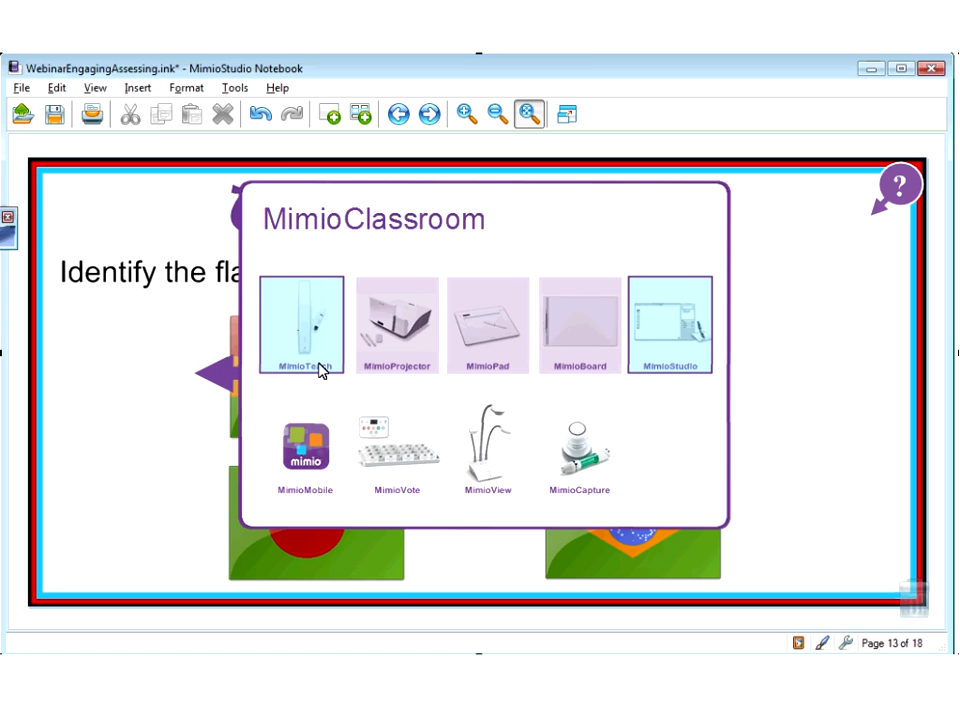 WebinarEngagingAssessing.ink* - MimioStudio Notebook
File Edit View Insert Format Tools Help
?
MimioClassroom
Identify the fla
MimioTeach MimioProjector MimioPad MimioBoard MimioStudio
mimio
MimioMobile MimioVote MimioView MimioCapture
Page 13 of 18